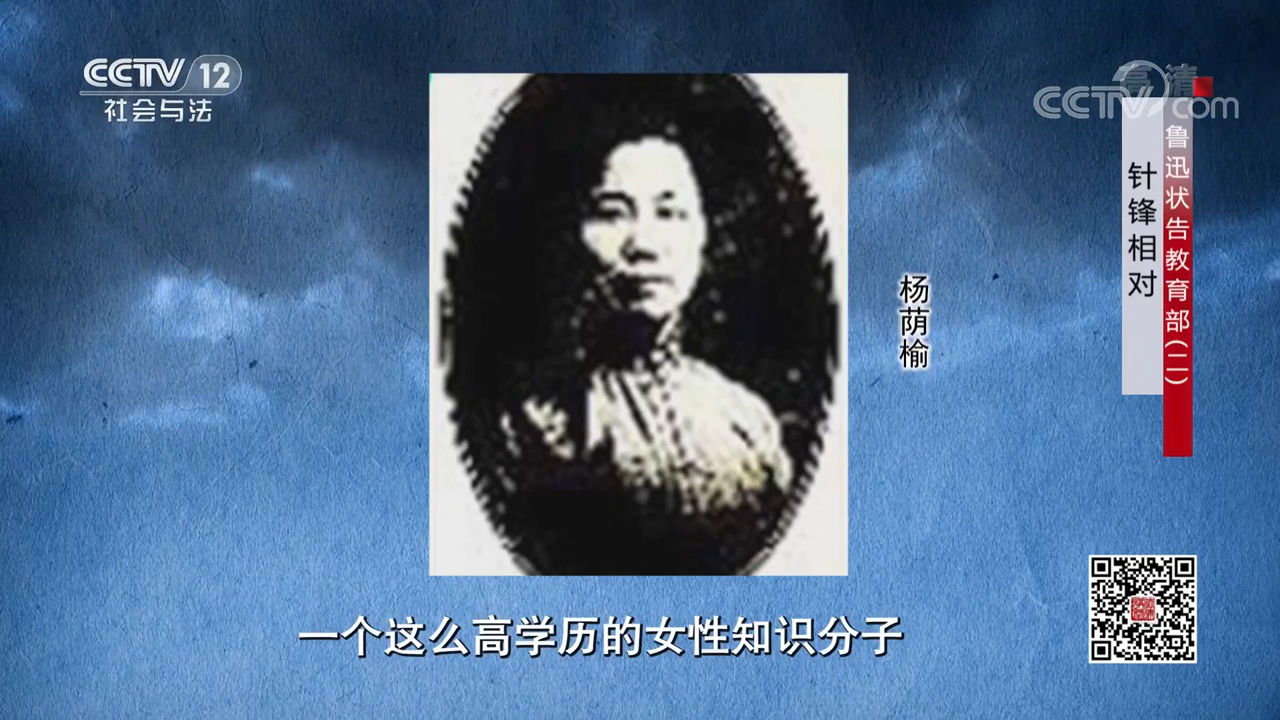 CCTV 12
社会与法
高清
CCTV.com
鲁迅状告教育部(二)
针锋相对
杨荫榆
一个这么高学历的女性知识分子